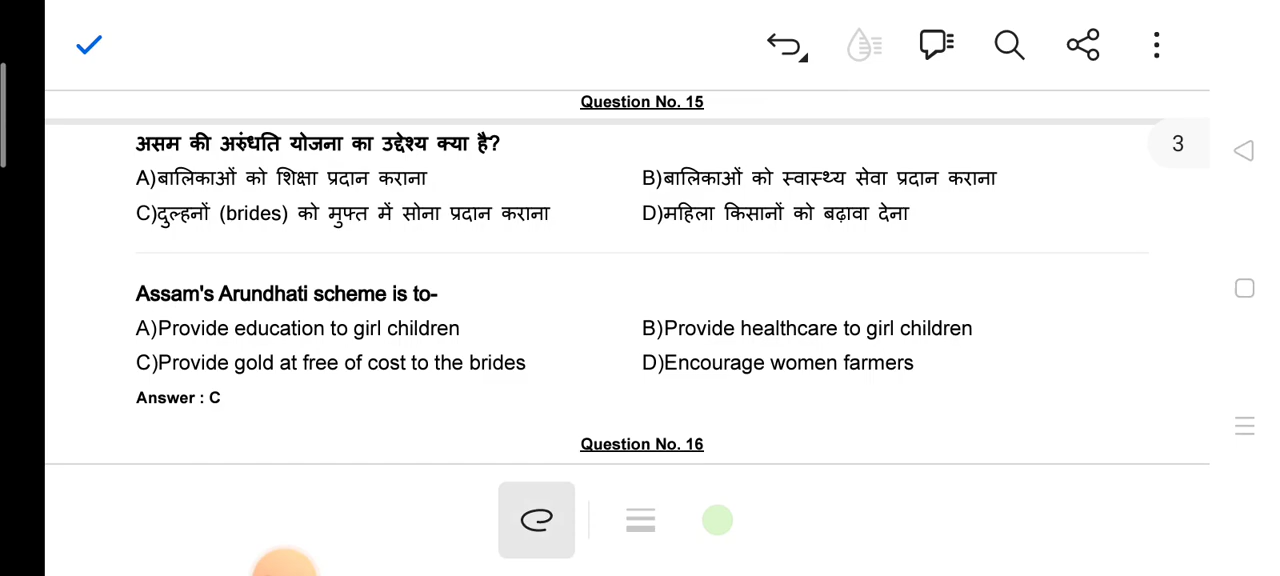 Question No. 15
असम की अरुंधति योजना का उद्देश्य क्या है?
3
A)बालिकाओं को शिक्षा प्रदान कराना B)बालिकाओं को स्वास्थ्य सेवा प्रदान कराना
C)दुल्हनों (brides) को मुफ्त में सोना प्रदान कराना D)महिला किसानों को बढ़ावा देना
Assam's Arundhati scheme is to-
A)Provide education to girl children B)Provide healthcare to girl children
C)Provide gold at free of cost to the brides D)Encourage women farmers
Answer : C
Question No. 16